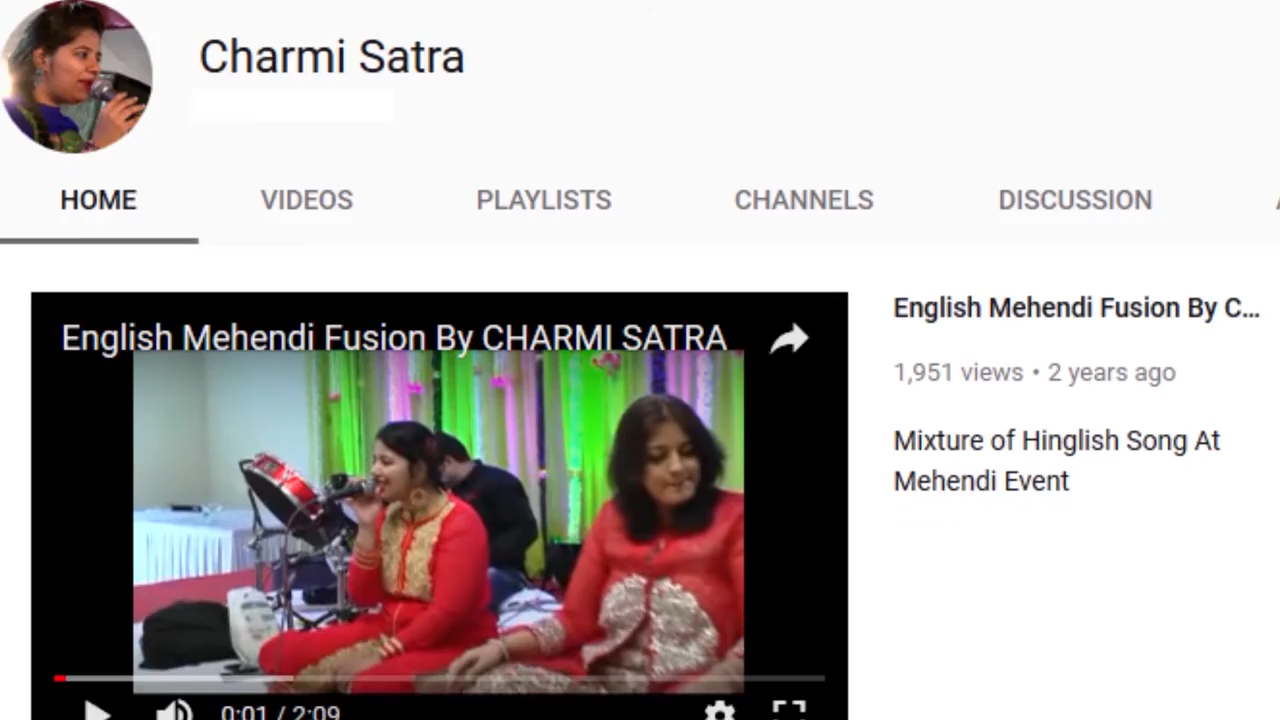 Charmi Satra
HOME VIDEOS PLAYLISTS CHANNELS DISCUSSION
English Mehendi Fusion By CHARMI SATRA
English Mehendi Fusion By C...
1,951 views • 2 years ago
Mixture of Hinglish Song At
Mehendi Event
0:01 / 2:09